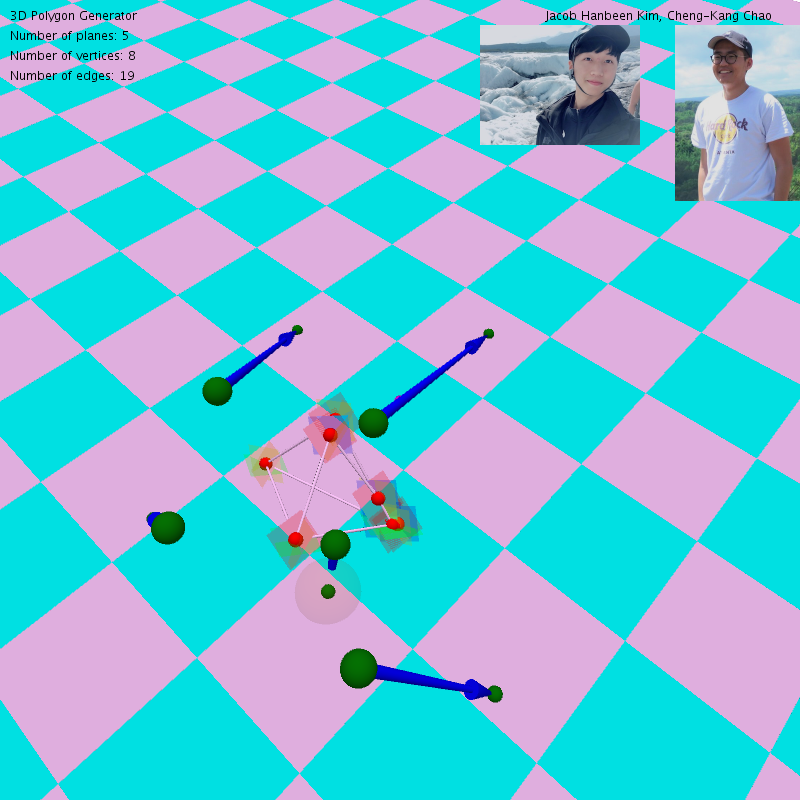 3D Polygon Generator
Jacob Hanbeen Kim, Cheng-Kang Chao
Number of planes: 5
Number of vertices: 8
Number of edges: 19